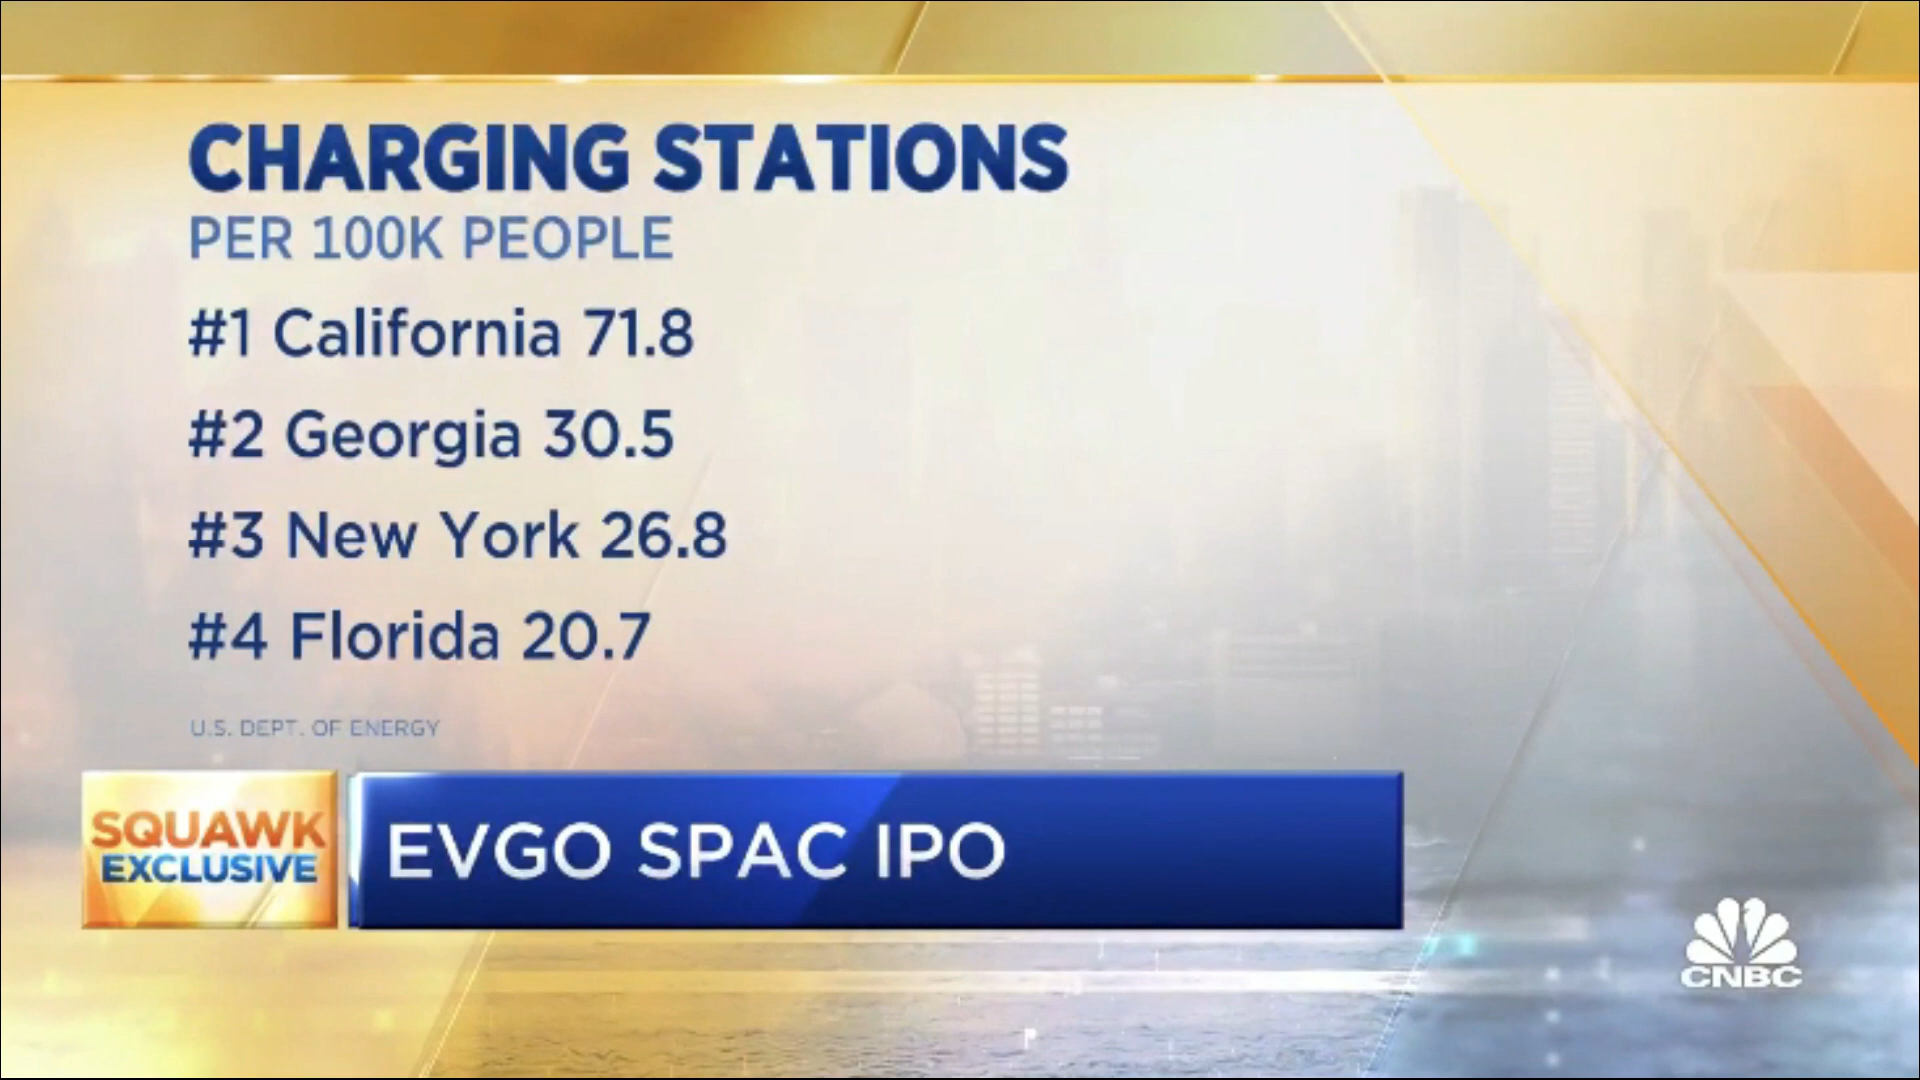 CHARGING STATIONS
PER 100K PEOPLE
#1 California 71.8
#2 Georgia 30.5
#3 New York 26.8
#4 Florida 20.7
U.S. DEPT. OF ENERGY
SQUAWK
EXCLUSIVE
EVGO SPAC IPO
CNBC